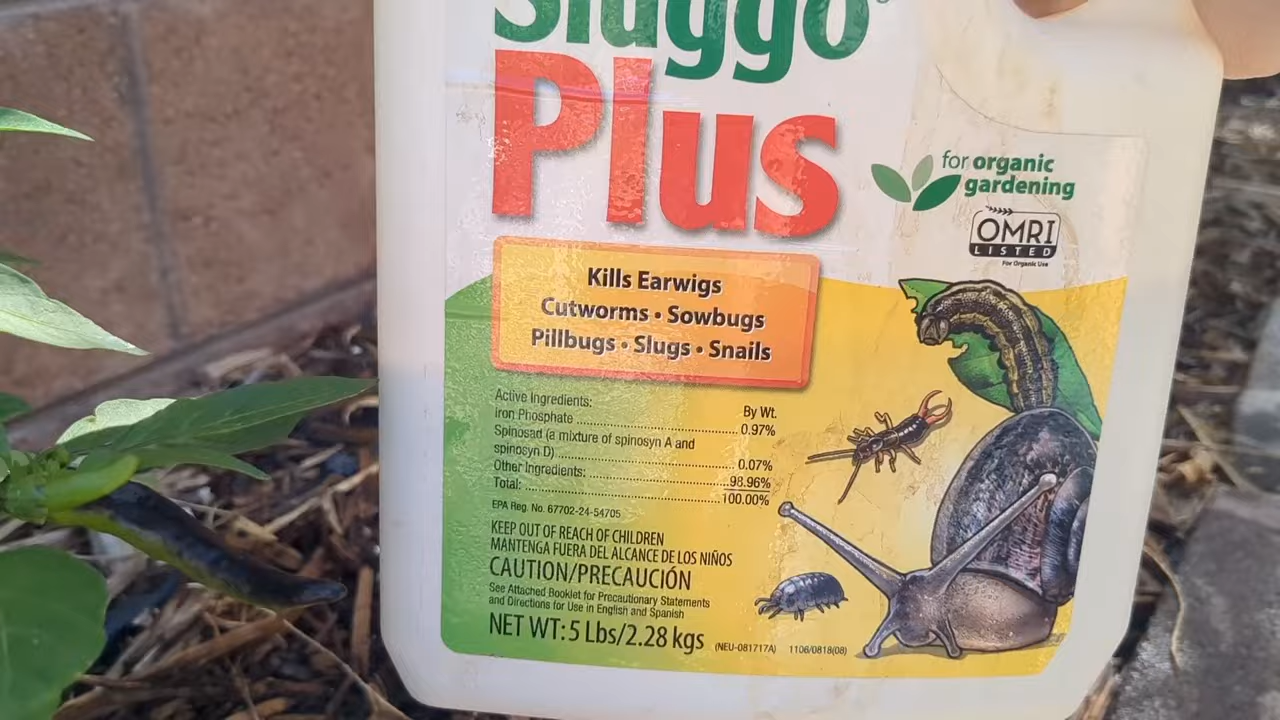 Sluggo®
Plus
for organic
gardening
OMRI
LISTED
For Organic Use
Kills Earwigs
Cutworms • Sowbugs
Pillbugs • Slugs • Snails
Active Ingredients: By Wt.
Iron Phosphate ........ 0.97%
Spinosad (a mixture of spinosyn A and
spinosyn D) ........ 0.07%
Other Ingredients: ........ 98.96%
Total: ........ 100.00%
EPA Reg. No. 67702-24-54705
KEEP OUT OF REACH OF CHILDREN
MANTENGA FUERA DEL ALCANCE DE LOS NIÑOS
CAUTION/PRECAUCIÓN
See Attached Booklet for Precautionary Statements
and Directions for Use in English and Spanish
NET WT: 5 Lbs/2.28 kgs (NEU-081717A) 1106/0818(08)